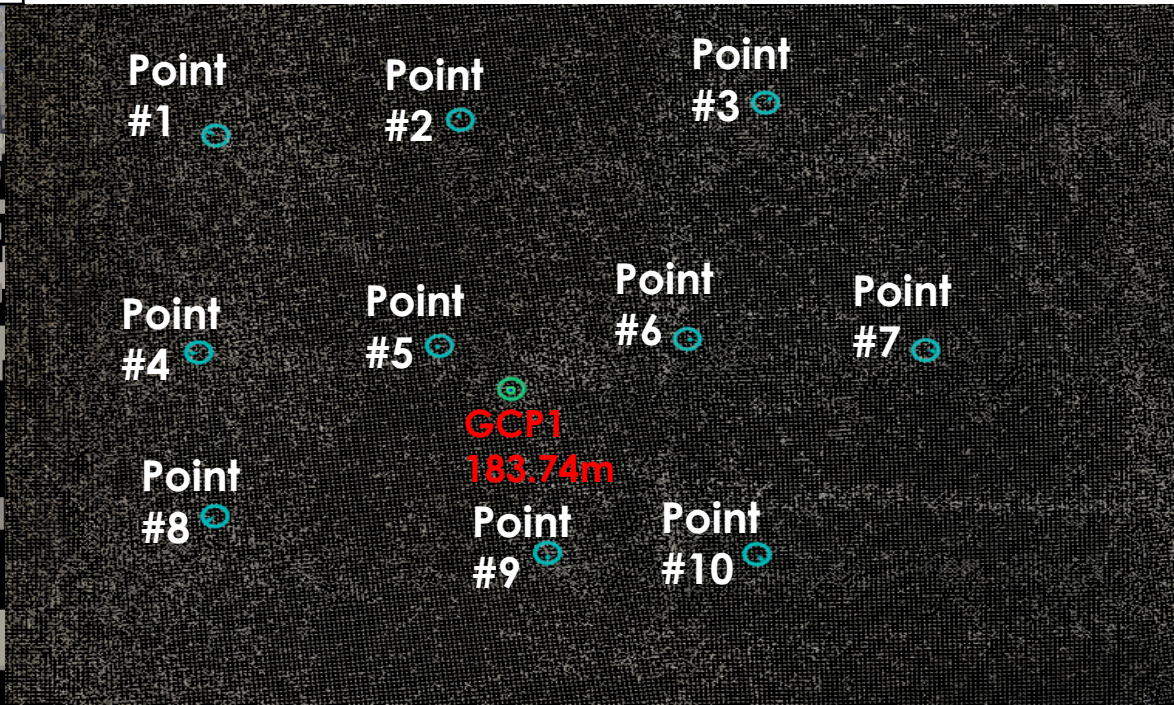 Point
#1
Point
#2
Point
#3
Point
#4
Point
#5
Point
#6
Point
#7
GCP1
183.74m
Point
#8
Point
#9
Point
#10